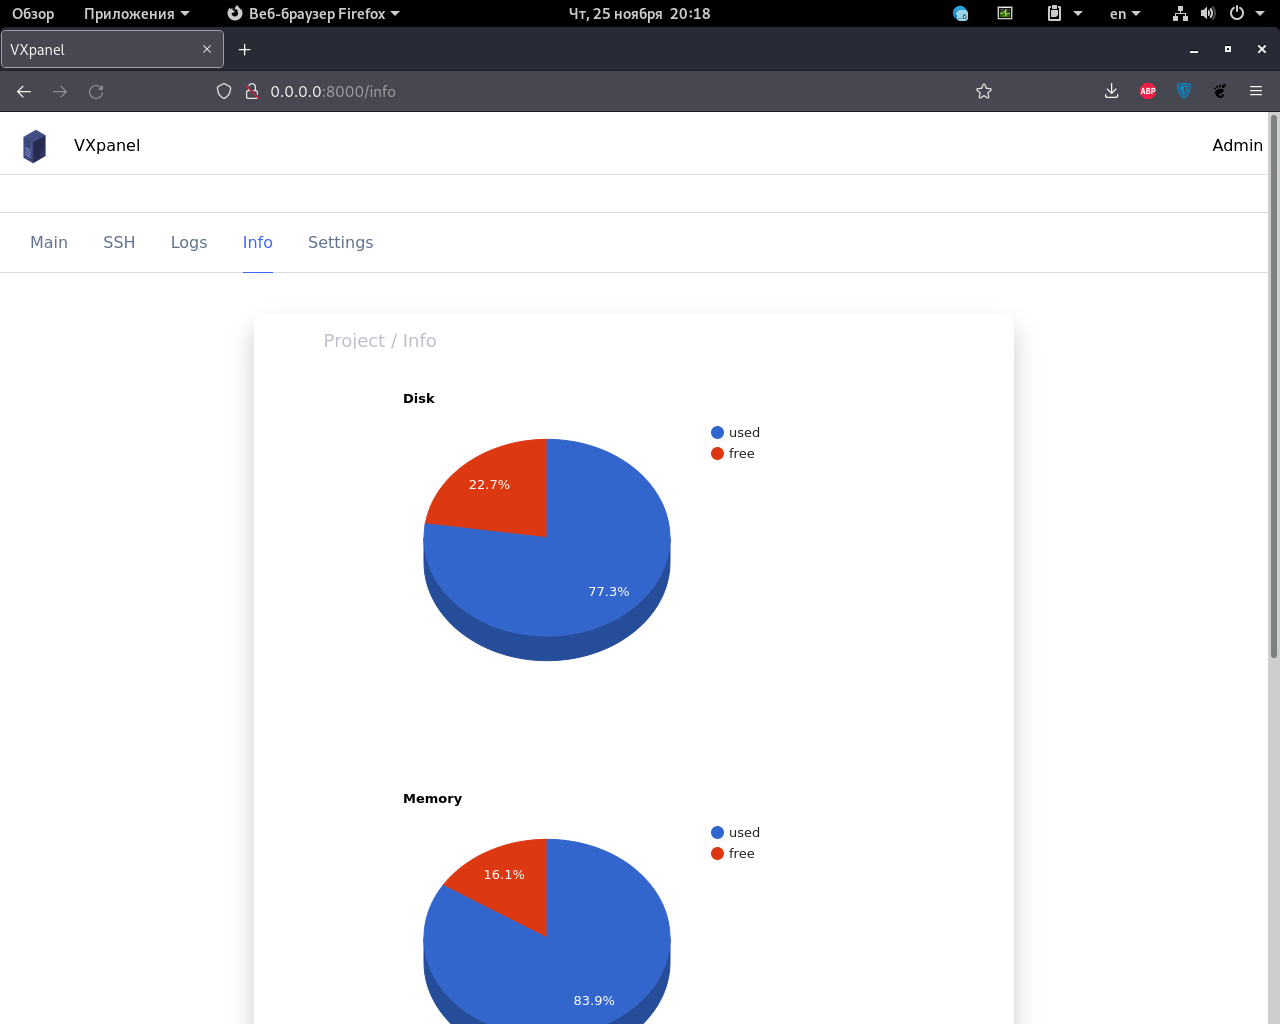 Обзор Приложения Веб-браузер Firefox Чт, 25 ноября 20:18 en
VXpanel
0.0.0.0:8000/info
ABP
VXpanel Admin
Main SSH Logs Info Settings
Project / Info
Disk
used
free
22.7%
77.3%
Memory
used
free
16.1%
83.9%